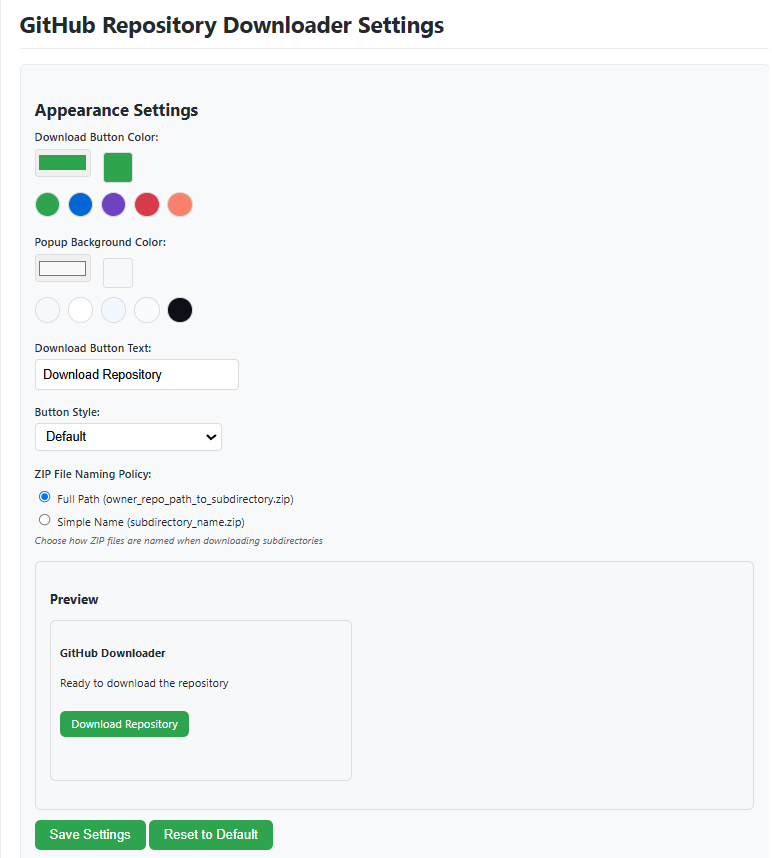 GitHub Repository Downloader Settings
Appearance Settings
Download Button Color:
Popup Background Color:
Download Button Text:
Download Repository
Button Style:
Default
ZIP File Naming Policy:
Full Path (owner_repo_path_to_subdirectory.zip)
Simple Name (subdirectory_name.zip)
Choose how ZIP files are named when downloading subdirectories
Preview
GitHub Downloader
Ready to download the repository
Download Repository
Save Settings Reset to Default